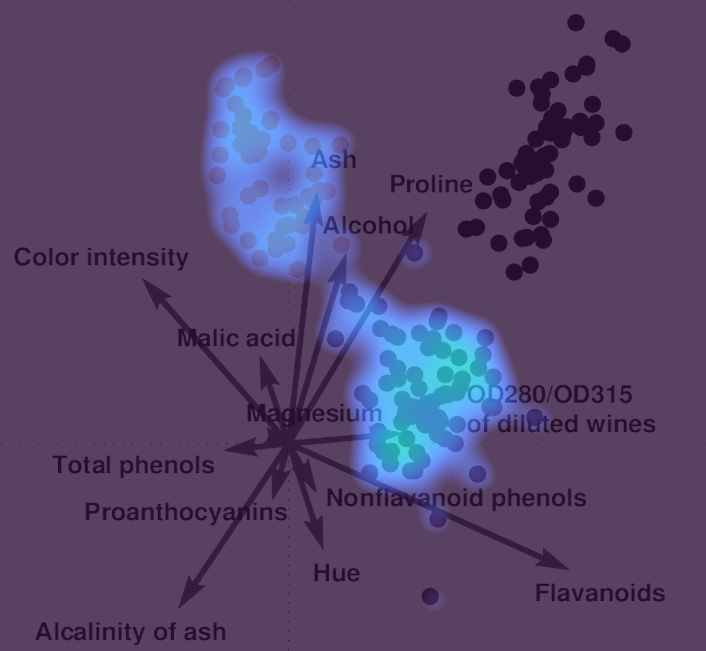 Ash
Proline
Alcohol
Color intensity
Malic acid
OD280/OD315
of diluted wines
Magnesium
Total phenols
Nonflavanoid phenols
Proanthocyanins
Hue
Flavanoids
Alcalinity of ash